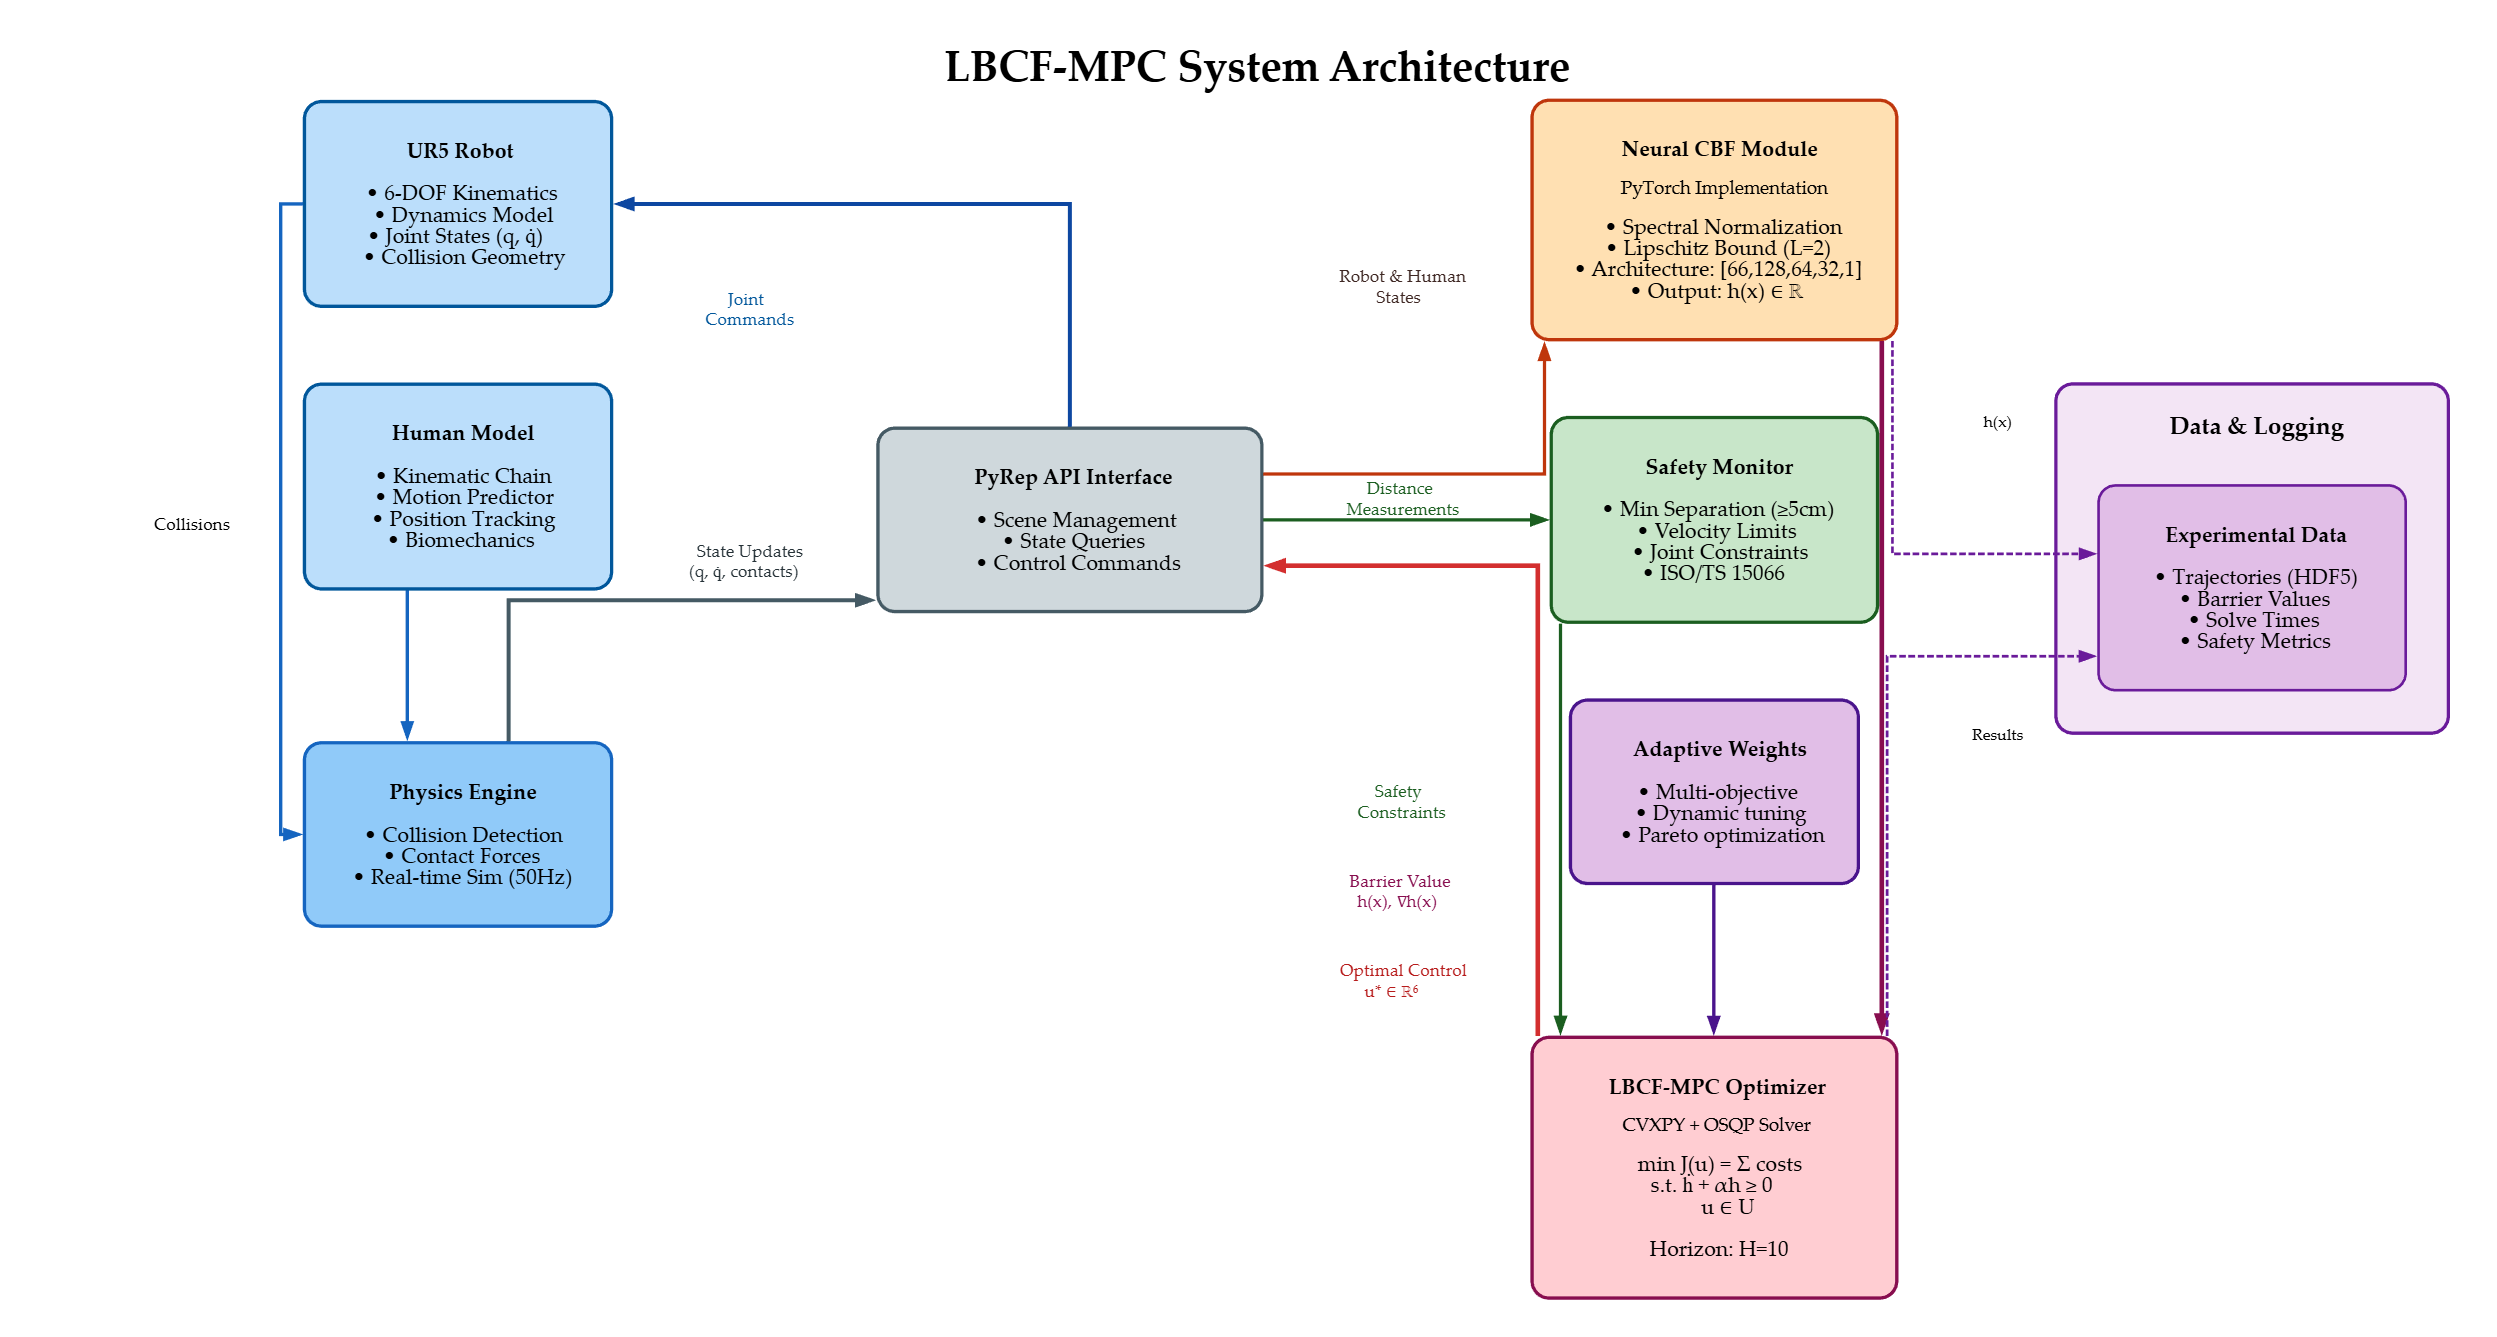 LBCF-MPC System Architecture
UR5 Robot
• 6-DOF Kinematics
• Dynamics Model
• Joint States (q, q̇)
• Collision Geometry
Human Model
• Kinematic Chain
• Motion Predictor
• Position Tracking
• Biomechanics
Collisions
Physics Engine
• Collision Detection
• Contact Forces
• Real-time Sim (50Hz)
Joint
Commands
State Updates
(q, q̇, contacts)
PyRep API Interface
• Scene Management
• State Queries
• Control Commands
Robot & Human
States
Distance
Measurements
Safety
Constraints
Barrier Value
h(x), ∇h(x)
Optimal Control
u* ∈ ℝ⁶
Neural CBF Module
PyTorch Implementation
• Spectral Normalization
• Lipschitz Bound (L=2)
• Architecture: [66,128,64,32,1]
• Output: h(x) ∈ ℝ
Safety Monitor
• Min Separation (≥5cm)
• Velocity Limits
• Joint Constraints
• ISO/TS 15066
Adaptive Weights
• Multi-objective
• Dynamic tuning
• Pareto optimization
LBCF-MPC Optimizer
CVXPY + OSQP Solver
min J(u) = Σ costs
s.t. ḣ + αh ≥ 0
u ∈ U
Horizon: H=10
h(x)
Results
Data & Logging
Experimental Data
• Trajectories (HDF5)
• Barrier Values
• Solve Times
• Safety Metrics